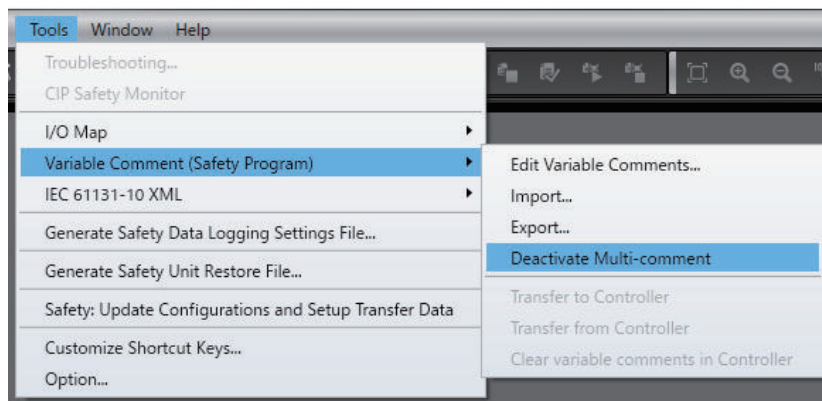 Tools Window Help
Troubleshooting...
CIP Safety Monitor
I/O Map
Variable Comment (Safety Program)
IEC 61131-10 XML
Generate Safety Data Logging Settings File...
Generate Safety Unit Restore File...
Safety: Update Configurations and Setup Transfer Data
Customize Shortcut Keys...
Option...
Edit Variable Comments...
Import...
Export...
Deactivate Multi-comment
Transfer to Controller
Transfer from Controller
Clear variable comments in Controller